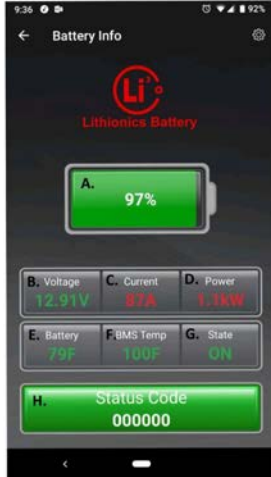 9:36 92%
Battery Info
Li 3
Lithionics Battery
A.
97%
B. Voltage C. Current D. Power
12.91V 87A 1.1kW
E. Battery F. BMS Temp G. State
79F 100F ON
H. Status Code
000000